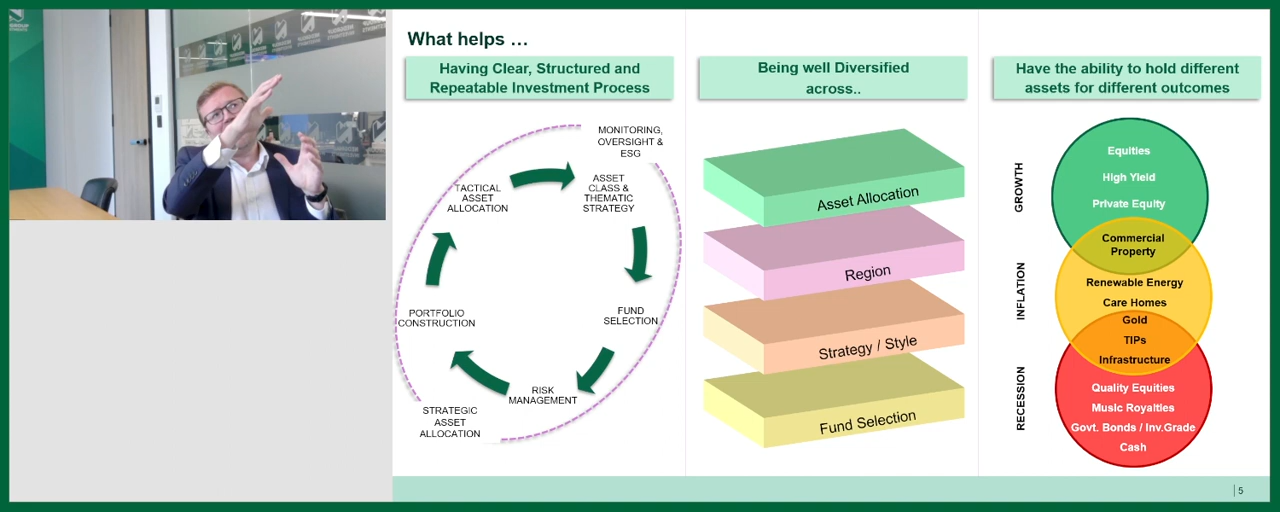 What helps …
Having Clear, Structured and
Repeatable Investment Process
MONITORING,
OVERSIGHT &
ESG
TACTICAL
ASSET
ALLOCATION
ASSET
CLASS &
THEMATIC
STRATEGY
PORTFOLIO
CONSTRUCTION
FUND
SELECTION
RISK
MANAGEMENT
STRATEGIC
ASSET
ALLOCATION
Being well Diversified
across..
Asset Allocation
Region
Strategy / Style
Fund Selection
Have the ability to hold different
assets for different outcomes
GROWTH
Equities
High Yield
Private Equity
Commercial
Property
INFLATION
Renewable Energy
Care Homes
Gold
TIPs
Infrastructure
RECESSION
Quality Equities
Music Royalties
Govt. Bonds / Inv.Grade
Cash
5